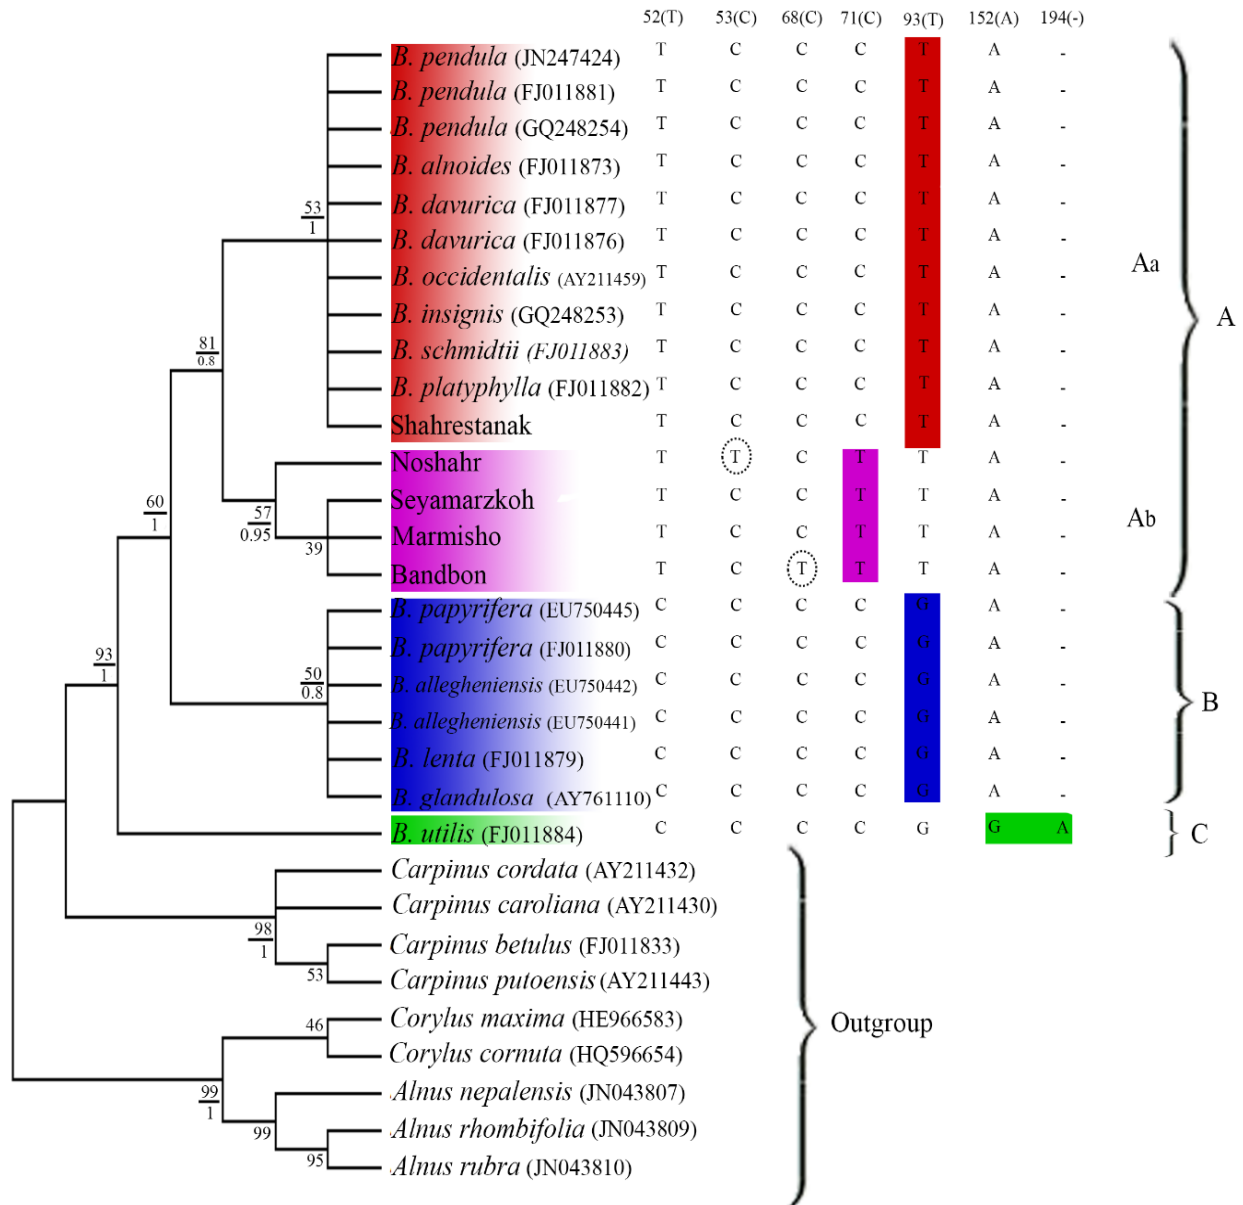 52(T) 53(C) 68(C) 71(C) 93(T) 152(A) 194(-)
B. pendula (JN247424) T C C C T A -
B. pendula (FJ011881) T C C C T A -
B. pendula (GQ248254) T C C C T A -
B. alnoides (FJ011873) T C C C T A -
B. davurica (FJ011877) T C C C T A -
53
1
B. davurica (FJ011876) T C C C T A -
B. occidentalis (AY211459) T C C C T A -
Aa
B. insignis (GQ248253) T C C C T A -
A
B. schmidtii (FJ011883) T C C C T A -
81
0.8
B. platyphylla (FJ011882) T C C C T A -
Shahrestanak T C C C T A -
Noshahr T T C T T A -
Seyamarzkoh T C C T T A -
60
1
57
0.95
Ab
Marmisho T C C T T A -
39
Bandbon T C T T T A -
B. papyrifera (EU750445) C C C C G A -
B. papyrifera (FJ011880) C C C C G A -
93
1
50
0.8
B. allegheniensis (EU750442) C C C C G A -
B
B. allegheniensis (EU750441) C C C C G A -
B. lenta (FJ011879) C C C C G A -
B. glandulosa (AY761110) C C C C G A -
B. utilis (FJ011884) C C C C G G A C
Carpinus cordata (AY211432)
Carpinus caroliana (AY211430)
98
1
Carpinus betulus (FJ011833)
53
Carpinus putoensis (AY211443)
46
Corylus maxima (HE966583)
Outgroup
Corylus cornuta (HQ596654)
99
1
Alnus nepalensis (JN043807)
99
Alnus rhombifolia (JN043809)
95
Alnus rubra (JN043810)